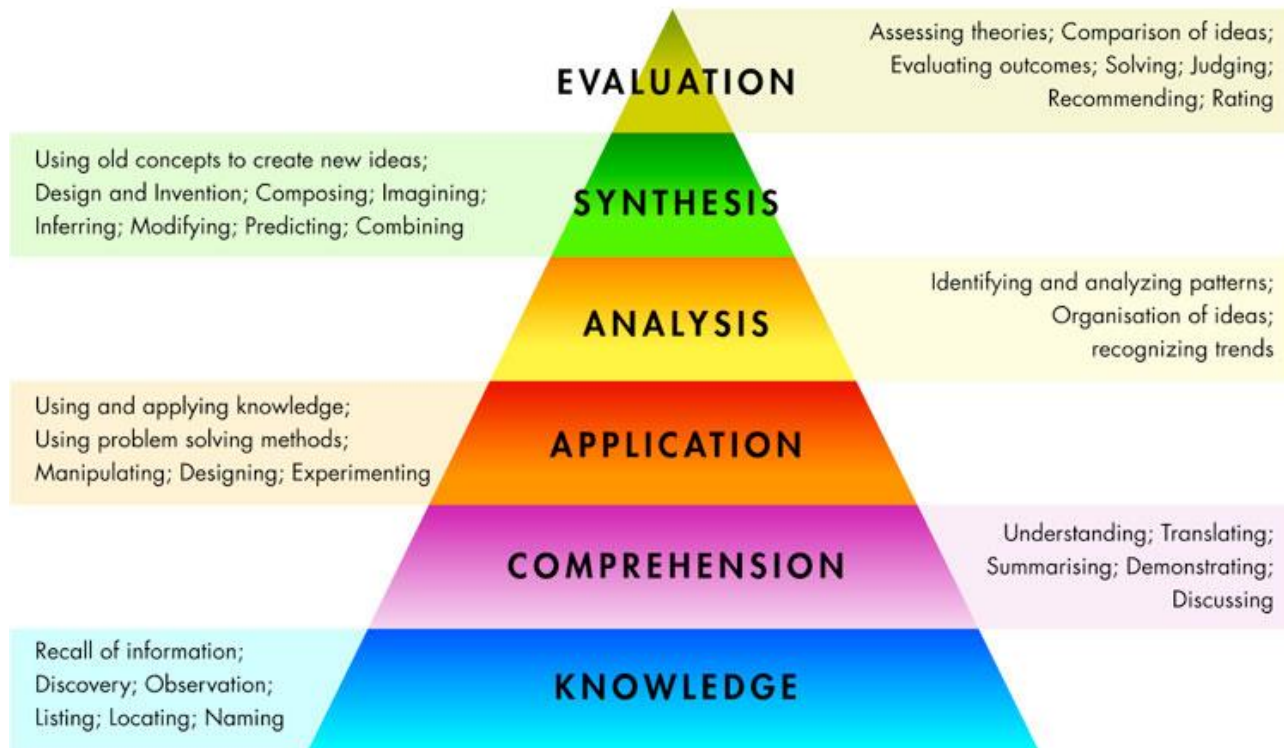 EVALUATION
Assessing theories; Comparison of ideas;
Evaluating outcomes; Solving; Judging;
Recommending; Rating
Using old concepts to create new ideas;
Design and Invention; Composing; Imagining;
Inferring; Modifying; Predicting; Combining
SYNTHESIS
ANALYSIS
Identifying and analyzing patterns;
Organisation of ideas;
recognizing trends
Using and applying knowledge;
Using problem solving methods;
Manipulating; Designing; Experimenting
APPLICATION
COMPREHENSION
Understanding; Translating;
Summarising; Demonstrating;
Discussing
Recall of information;
Discovery; Observation;
Listing; Locating; Naming
KNOWLEDGE